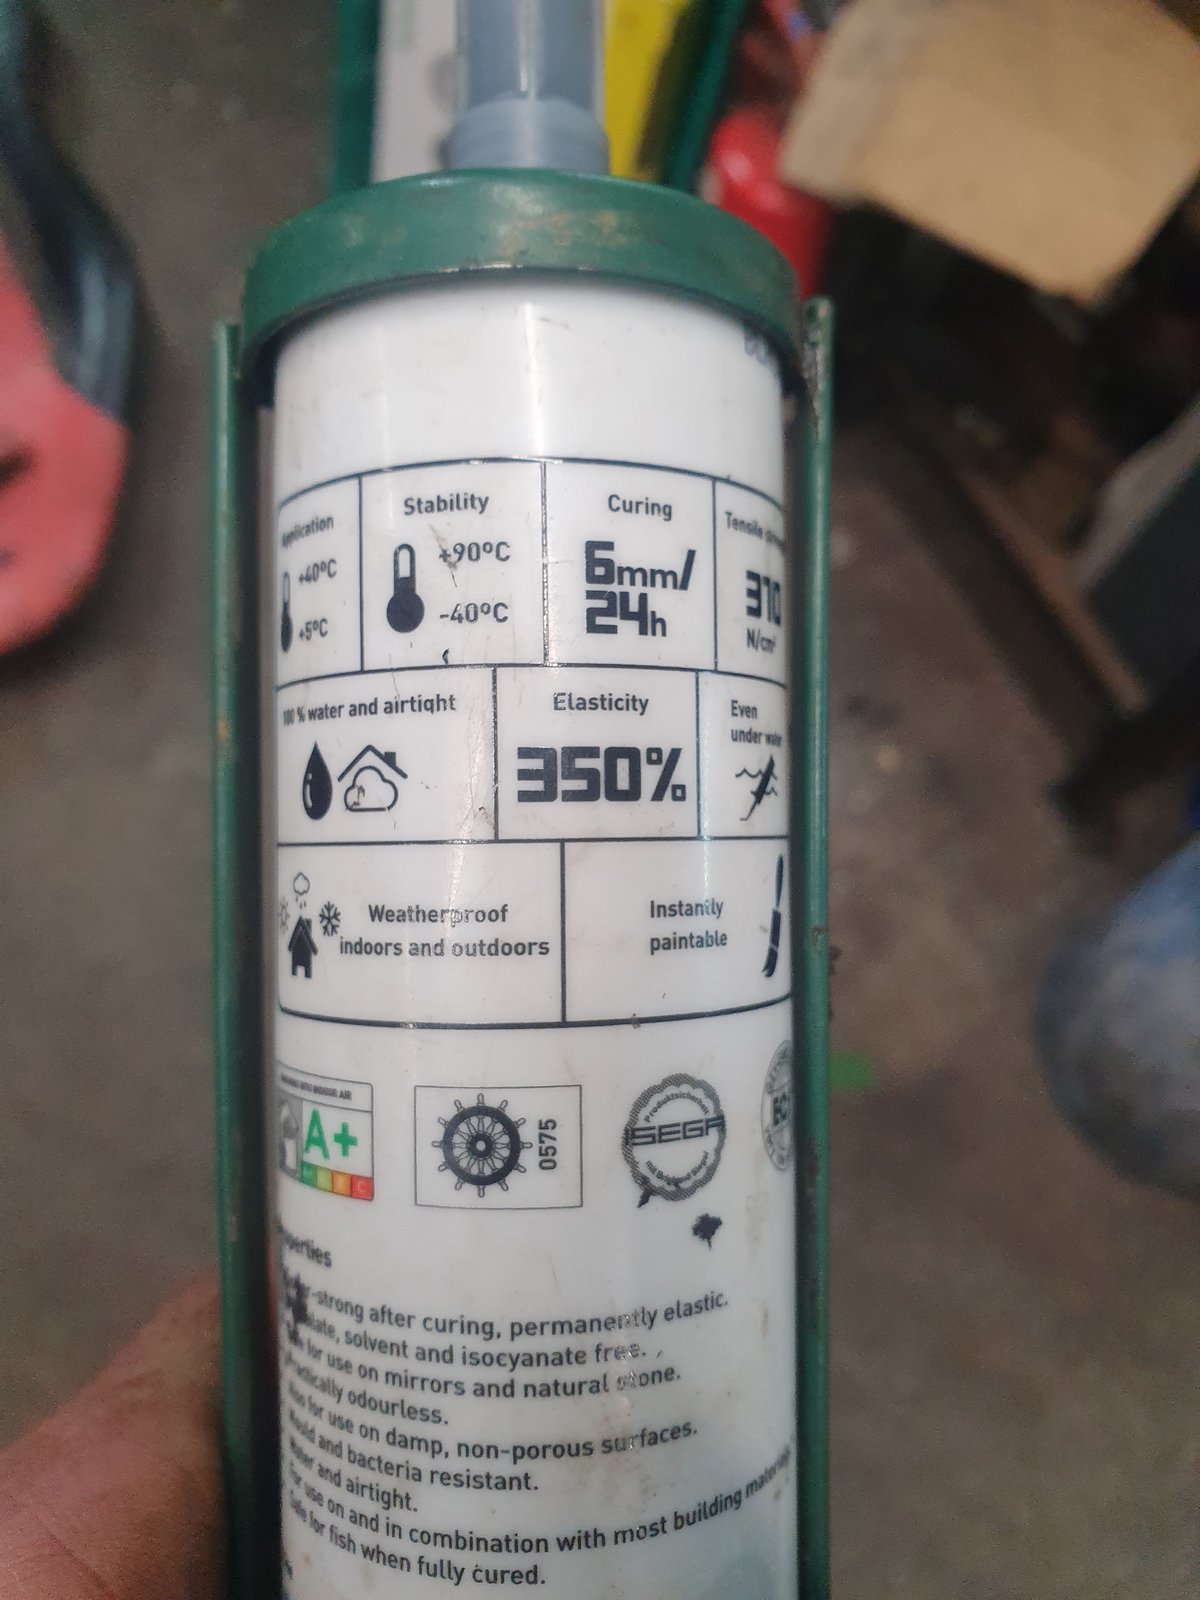 Application
+40°C
+5°C
Stability
+90°C
-40°C
Curing
6mm/
24h
Tensile
370
N/cm²
100 % water and airtight
Elasticity
350%
Even
under water
Weatherproof
indoors and outdoors
Instantly
paintable
A+
C
0575
Produktsicherheit
SEGA
Properties
-strong after curing, permanently elastic.
solvent and isocyanate free.
for use on mirrors and natural stone.
Practically odourless.
Also for use on damp, non-porous surfaces.
Mould and bacteria resistant.
Water and airtight.
For use on and in combination with most building materials
Safe for fish when fully cured.